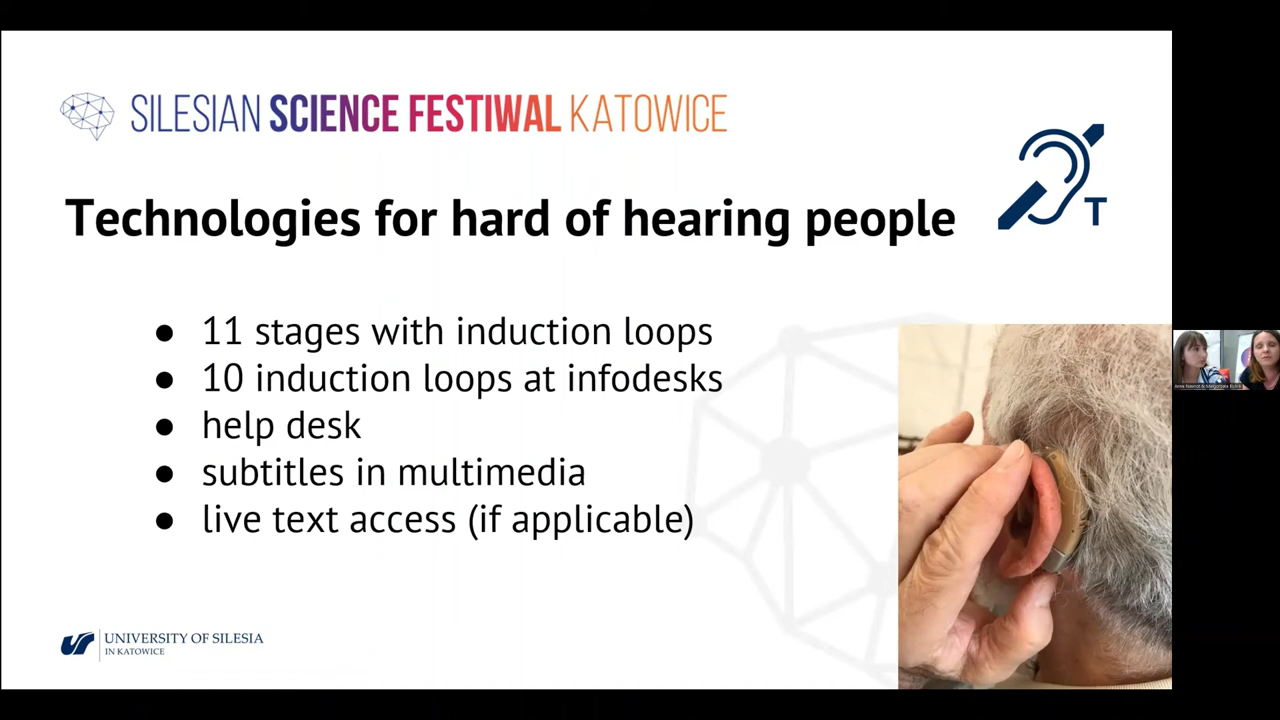 SILESIAN SCIENCE FESTIWAL KATOWICE
T
Technologies for hard of hearing people
● 11 stages with induction loops
● 10 induction loops at infodesks
● help desk
● subtitles in multimedia
● live text access (if applicable)
UNIVERSITY OF SILESIA
IN KATOWICE